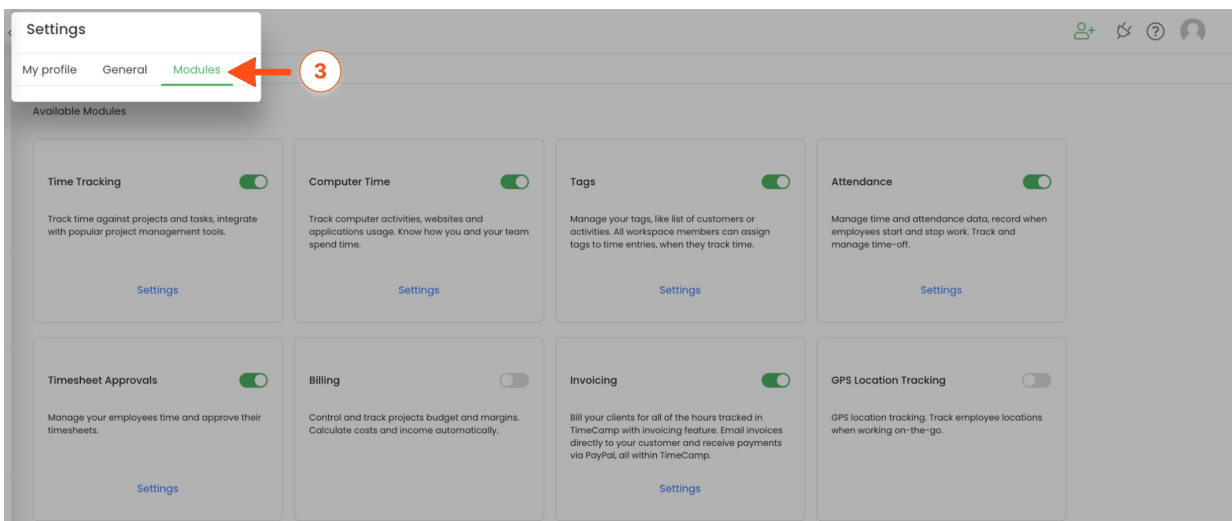 Settings
My profile General Modules 3
Available Modules
Time Tracking
Track time against projects and tasks, integrate
with popular project management tools.
Settings
Computer Time
Track computer activities, websites and
applications usage. Know how you and your team
spend time.
Settings
Tags
Manage your tags, like list of customers or
activities. All workspace members can assign
tags to time entries, when they track time.
Settings
Attendance
Manage time and attendance data, record when
employees start and stop work. Track and
manage time-off.
Settings
Timesheet Approvals
Manage your employees time and approve their
timesheets.
Settings
Billing
Control and track projects budget and margins.
Calculate costs and income automatically.
Invoicing
Bill your clients for all of the hours tracked in
TimeCamp with invoicing feature. Email invoices
directly to your customer and receive payments
via PayPal, all within TimeCamp.
Settings
GPS Location Tracking
GPS location tracking. Track employee locations
when working on-the-go.